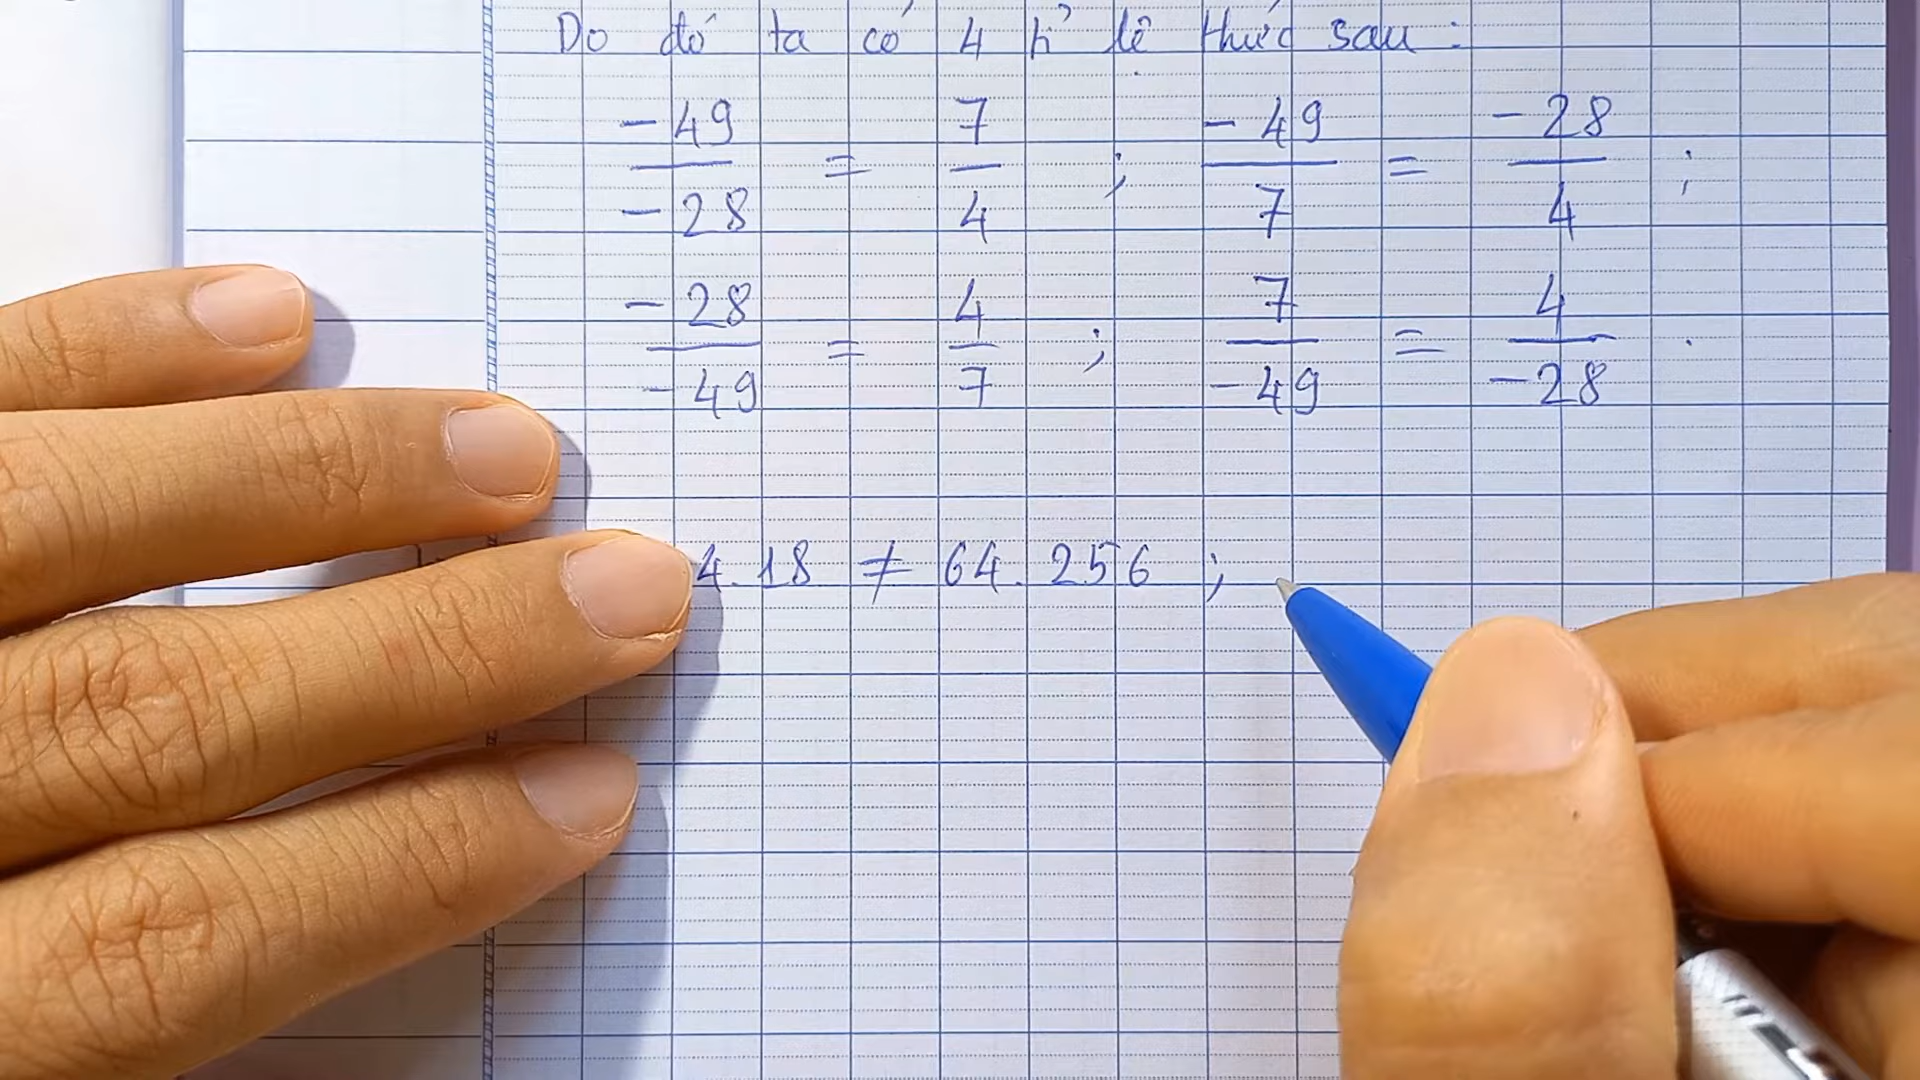 Do đó ta có 4 tỉ lệ thức sau :
-49/-28 = 7/4 ; -49/7 = -28/4 ;
-28/-49 = 4/7 ; 7/-49 = 4/-28 .
4.18 ≠ 64.256 ;